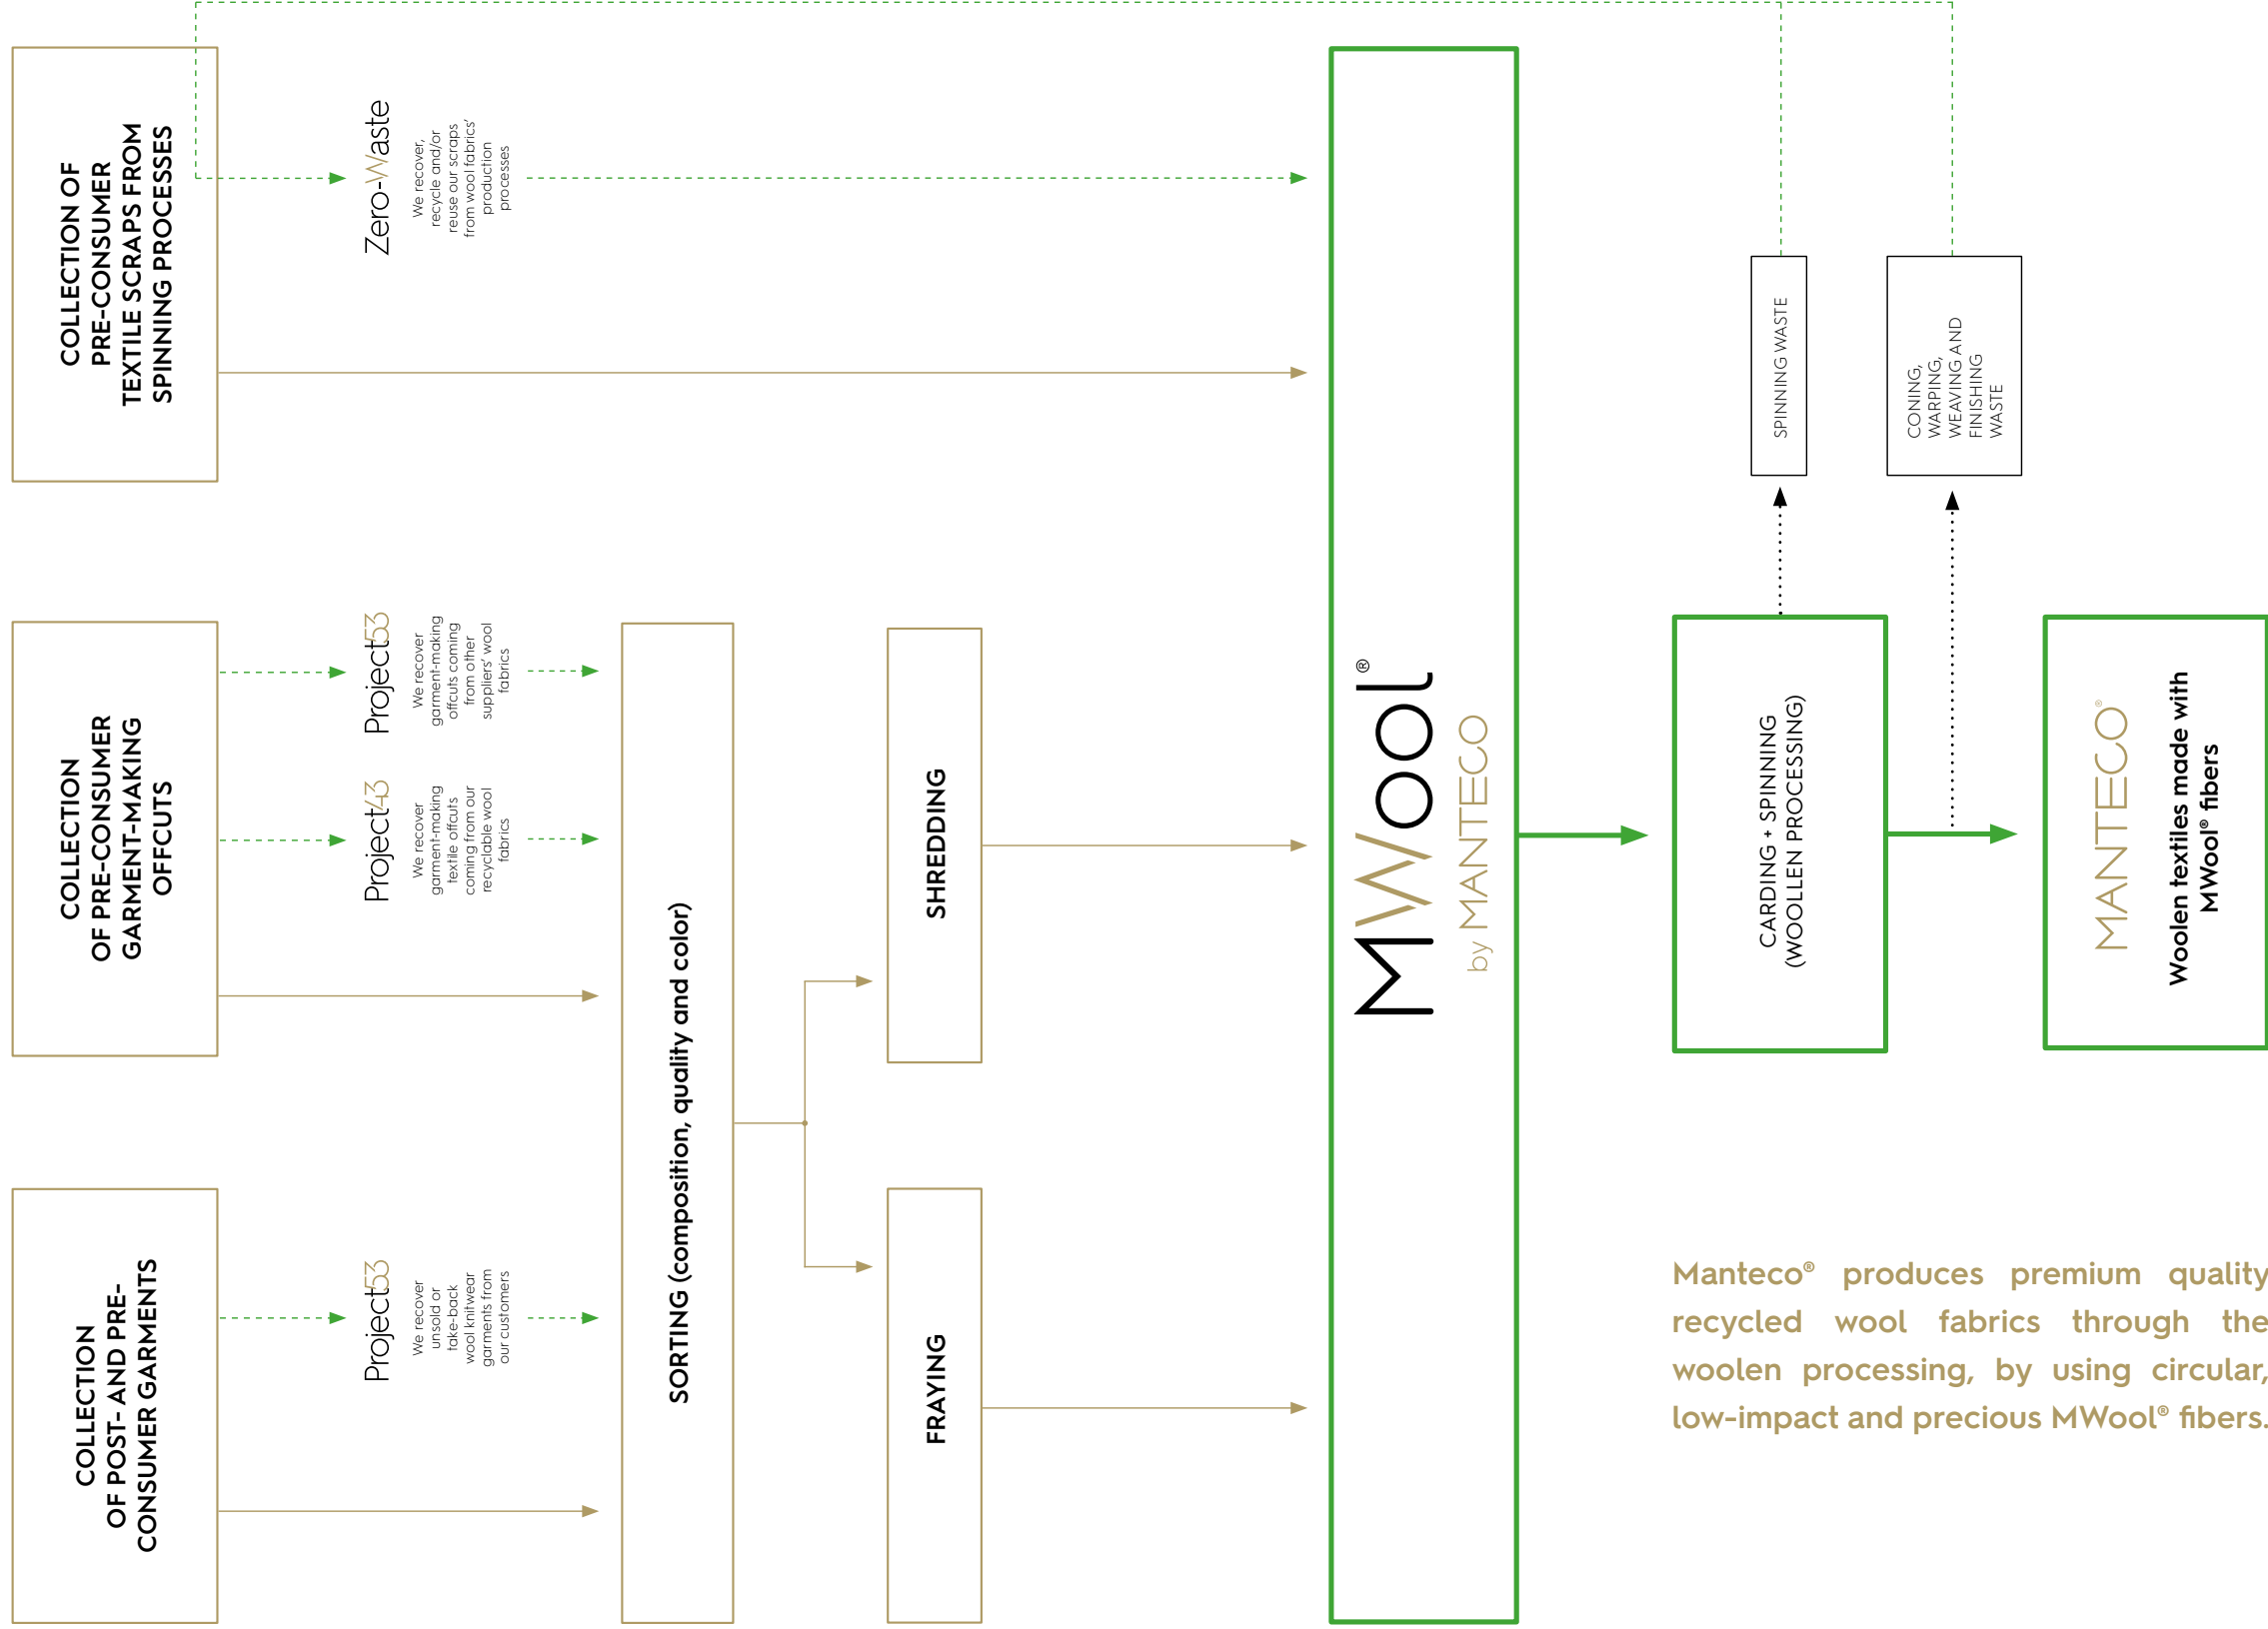 COLLECTION
OF POST- AND PRE-
CONSUMER GARMENTS
COLLECTION
OF PRE-CONSUMER
GARMENT-MAKING
OFFCUTS
COLLECTION OF
PRE-CONSUMER
TEXTILE SCRAPS FROM
SPINNING PROCESSES
Project53
We recover
unsold or
take-back
wool knitwear
garments from
our customers
Project43
We recover
garment-making
textile offcuts
coming from our
recyclable wool
fabrics
Project53
We recover
garment-making
offcuts coming
from other
suppliers' wool
fabrics
Zero-Waste
We recover,
recycle and/or
reuse our scraps
from wool fabrics'
production
processes
SORTING (composition, quality and color)
FRAYING
SHREDDING
MWool®
by MANTECO
CARDING + SPINNING
(WOOLLEN PROCESSING)
SPINNING WASTE
CONING,
WARPING,
WEAVING AND
FINISHING
WASTE
MANTECO®
Woolen textiles made with
MWool® fibers
Manteco® produces premium quality
recycled wool fabrics through the
woolen processing, by using circular,
low-impact and precious MWool® fibers.